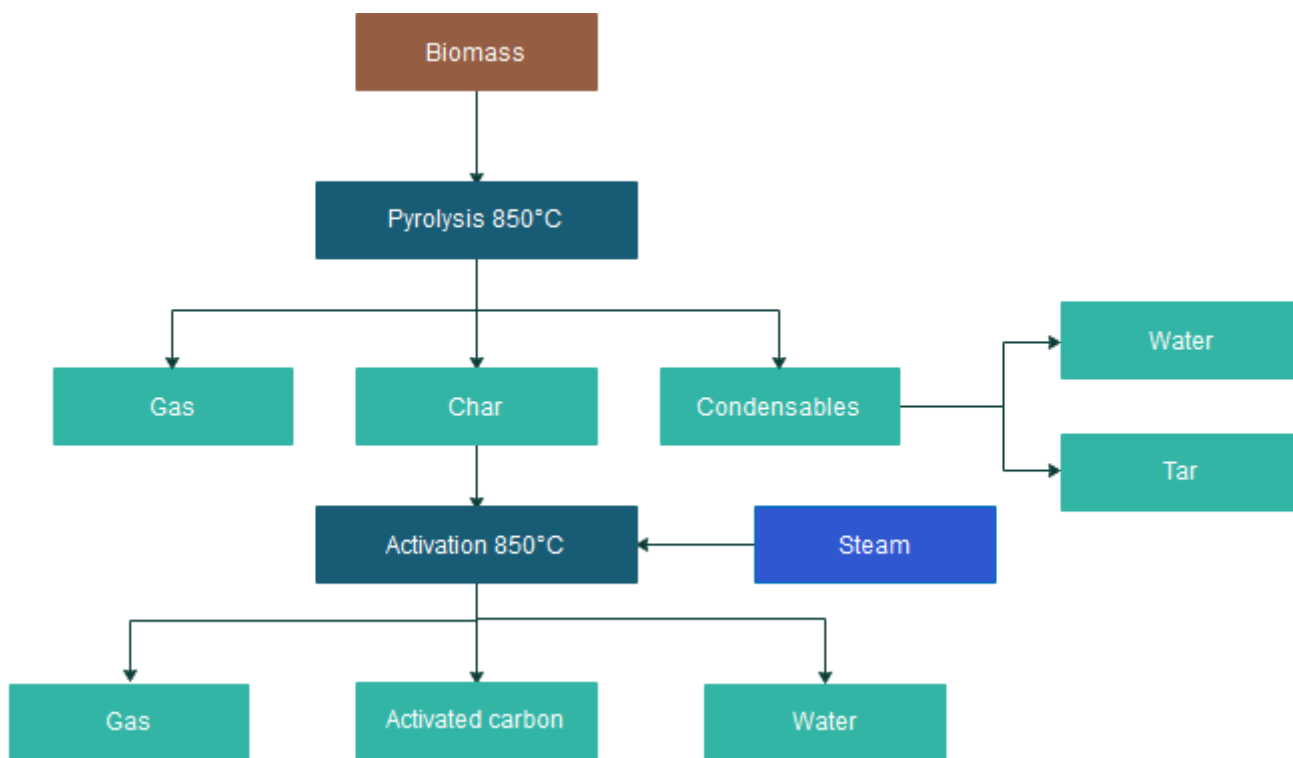 Biomass
Pyrolysis 850°C
Water
Gas
Char
Condensables
Tar
Activation 850°C
Steam
Gas
Activated carbon
Water